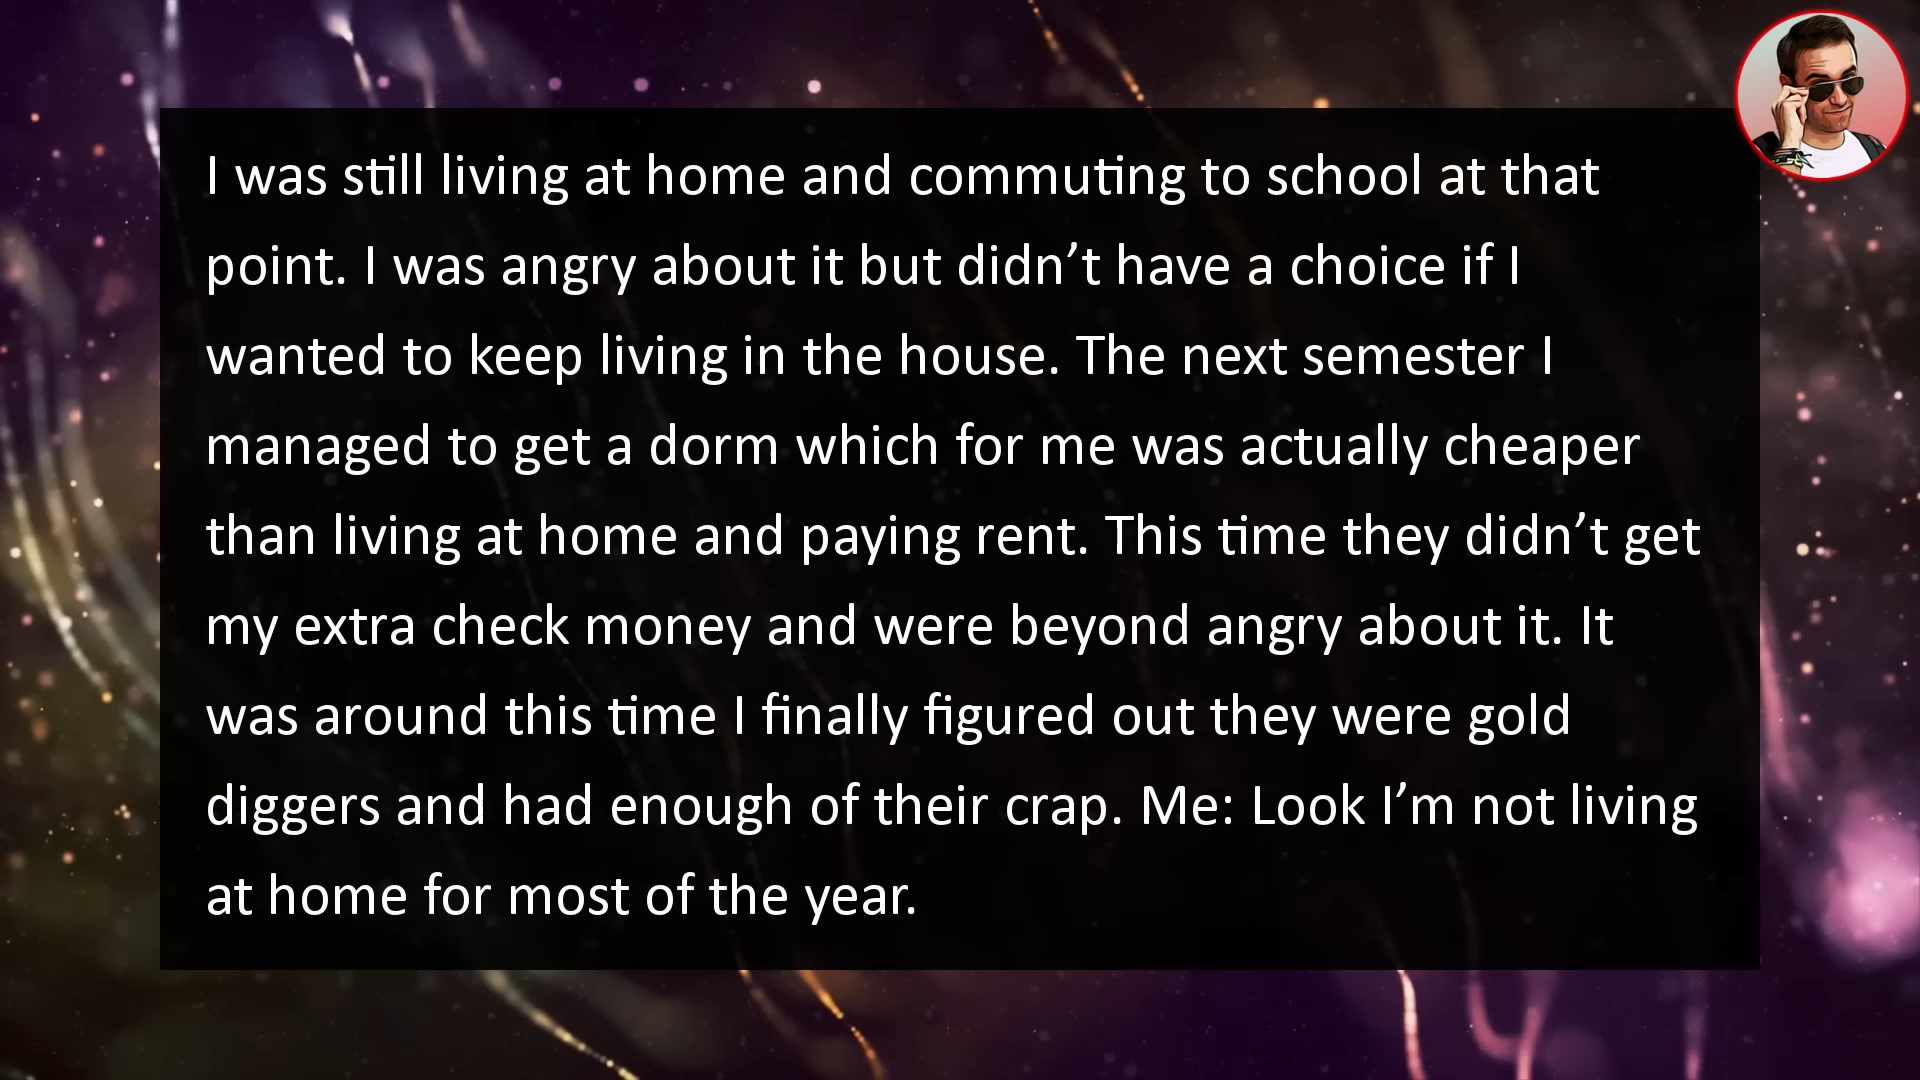 I was still living at home and commuting to school at that
point. I was angry about it but didn’t have a choice if I
wanted to keep living in the house. The next semester I
managed to get a dorm which for me was actually cheaper
than living at home and paying rent. This time they didn’t get
my extra check money and were beyond angry about it. It
was around this time I finally figured out they were gold
diggers and had enough of their crap. Me: Look I’m not living
at home for most of the year.